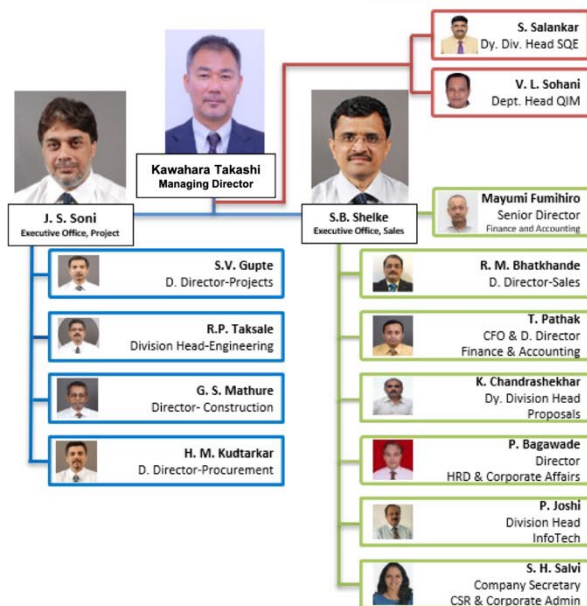 S. Salankar
Dy. Div. Head SQE
V. L. Sohani
Dept. Head QIM
Kawahara Takashi
Managing Director
J. S. Soni
Executive Office, Project
S.B. Shelke
Executive Office, Sales
Mayumi Fumihiro
Senior Director
Finance and Accounting
S.V. Gupte
D. Director-Projects
R.P. Taksale
Division Head-Engineering
G. S. Mathure
Director- Construction
H. M. Kudtarkar
D. Director-Procurement
R. M. Bhatkhande
D. Director-Sales
T. Pathak
CFO & D. Director
Finance & Accounting
K. Chandrashekhar
Dy. Division Head
Proposals
P. Bagawade
Director
HRD & Corporate Affairs
P. Joshi
Division Head
InfoTech
S. H. Salvi
Company Secretary
CSR & Corporate Admin